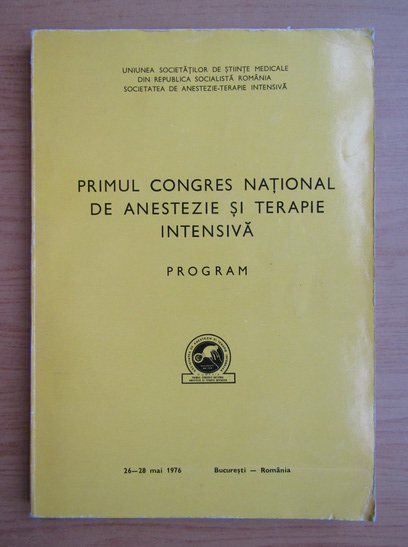 UNIUNEA SOCIETĂȚILOR DE ȘTIINȚE MEDICALE
DIN REPUBLICA SOCIALISTĂ ROMÂNIA
SOCIETATEA DE ANESTEZIE-TERAPIE INTENSIVĂ
PRIMUL CONGRES NAȚIONAL
DE ANESTEZIE ȘI TERAPIE
INTENSIVĂ
PROGRAM
26—28 mai 1976 București — România